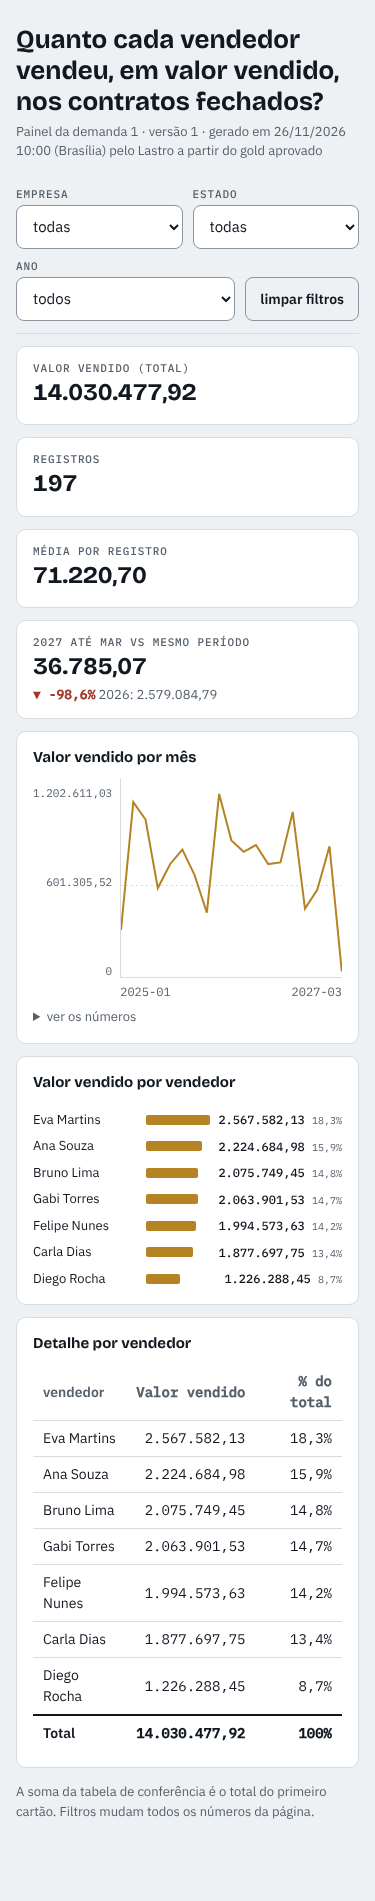 Quanto cada vendedor
vendeu, em valor vendido,
nos contratos fechados?
Painel da demanda 1 · versão 1 · gerado em 26/11/2026
10:00 (Brasília) pelo Lastro a partir do gold aprovado
EMPRESA ESTADO
todas todas
ANO
todos limpar filtros
VALOR VENDIDO (TOTAL)
14.030.477,92
REGISTROS
197
MÉDIA POR REGISTRO
71.220,70
2027 ATÉ MAR VS MESMO PERÍODO
36.785,07
▼ -98,6% 2026: 2.579.084,79
Valor vendido por mês
1.202.611,03
601.305,52
0
2025-01 2027-03
▶ ver os números
Valor vendido por vendedor
Eva Martins 2.567.582,13 18,3%
Ana Souza 2.224.684,98 15,9%
Bruno Lima 2.075.749,45 14,8%
Gabi Torres 2.063.901,53 14,7%
Felipe Nunes 1.994.573,63 14,2%
Carla Dias 1.877.697,75 13,4%
Diego Rocha 1.226.288,45 8,7%
Detalhe por vendedor
vendedor Valor vendido % do
total
Eva Martins 2.567.582,13 18,3%
Ana Souza 2.224.684,98 15,9%
Bruno Lima 2.075.749,45 14,8%
Gabi Torres 2.063.901,53 14,7%
Felipe
Nunes 1.994.573,63 14,2%
Carla Dias 1.877.697,75 13,4%
Diego
Rocha 1.226.288,45 8,7%
Total 14.030.477,92 100%
A soma da tabela de conferência é o total do primeiro
cartão. Filtros mudam todos os números da página.